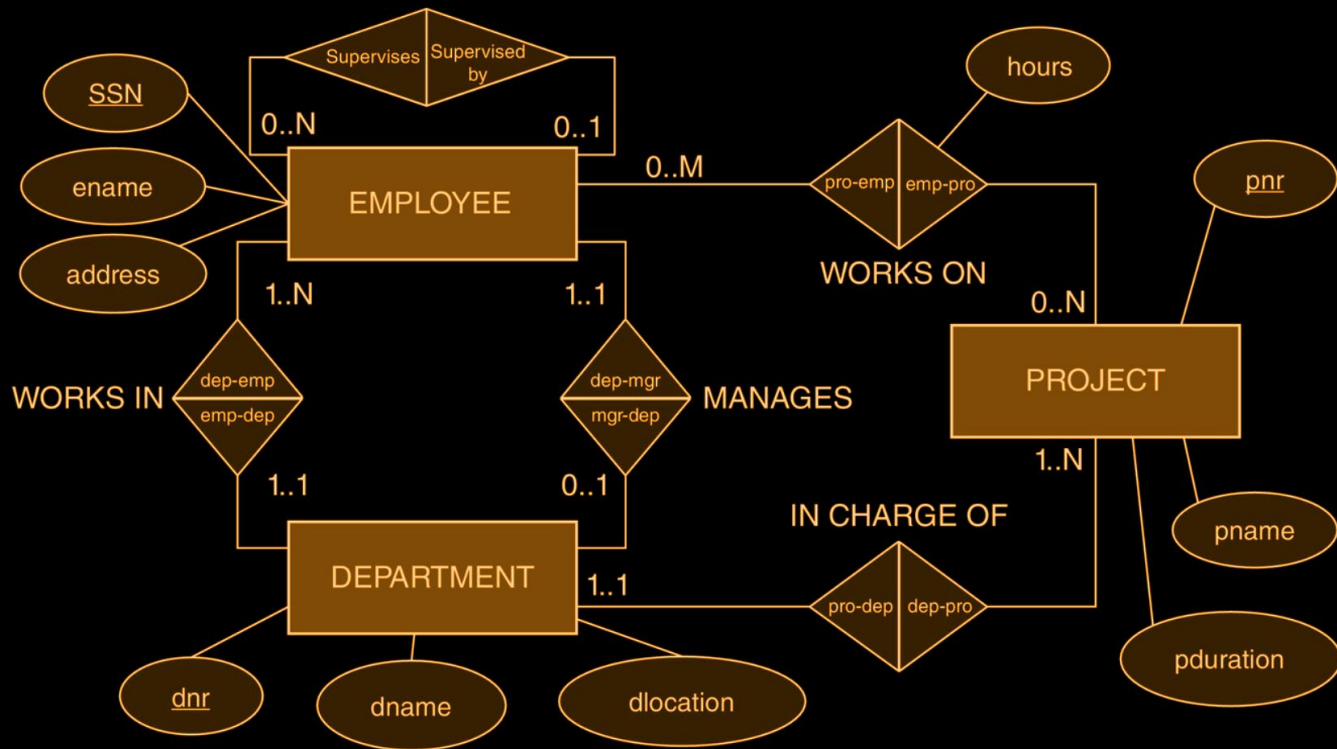 Supervises
Supervised
by
SSN
hours
0..N
0..1
0..M
ename
pro-emp
emp-pro
pnr
EMPLOYEE
address
WORKS ON
1..N
1..1
0..N
dep-emp
dep-mgr
PROJECT
WORKS IN
MANAGES
emp-dep
mgr-dep
1..N
1..1
0..1
IN CHARGE OF
pname
DEPARTMENT
1..1
pro-dep
dep-pro
pduration
dnr
dname
dlocation